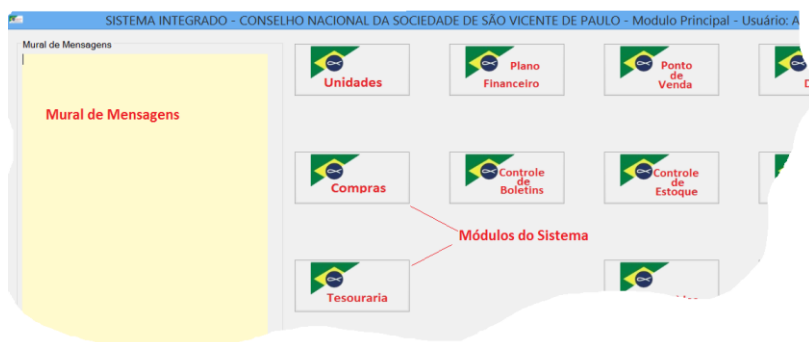 SISTEMA INTEGRADO - CONSELHO NACIONAL DA SOCIEDADE DE SÃO VICENTE DE PAULO - Modulo Principal - Usuário: A
Mural de Mensagens
Mural de Mensagens
Unidades
Plano
Financeiro
Ponto
de
Venda
Compras
Controle
de
Boletins
Controle
de
Estoque
Módulos do Sistema
Tesouraria